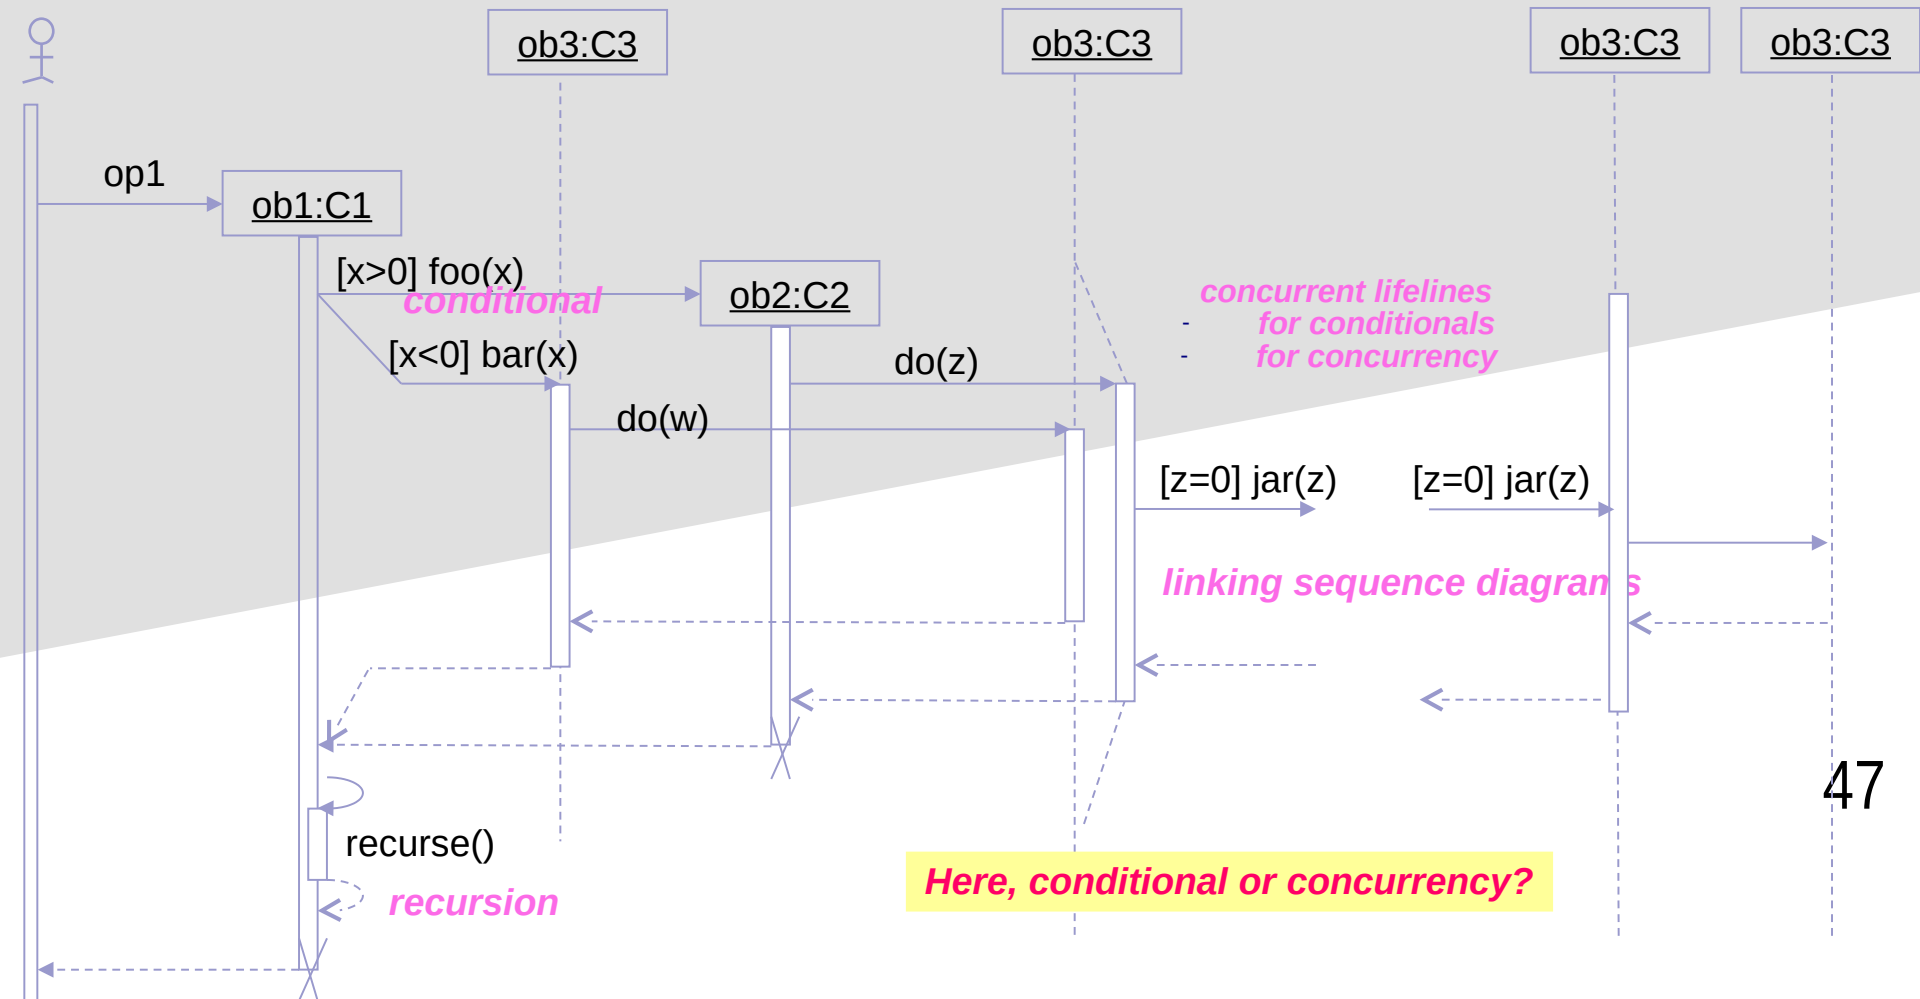 ob3:C3
ob3:C3
ob3:C3
ob3:C3
op1
ob1:C1
[x>0] foo(x)
conditional
ob2:C2
concurrent lifelines
- for conditionals
- for concurrency
[x<0] bar(x)
do(z)
do(w)
[z=0] jar(z)
[z=0] jar(z)
linking sequence diagrams
47
recurse()
recursion
Here, conditional or concurrency?